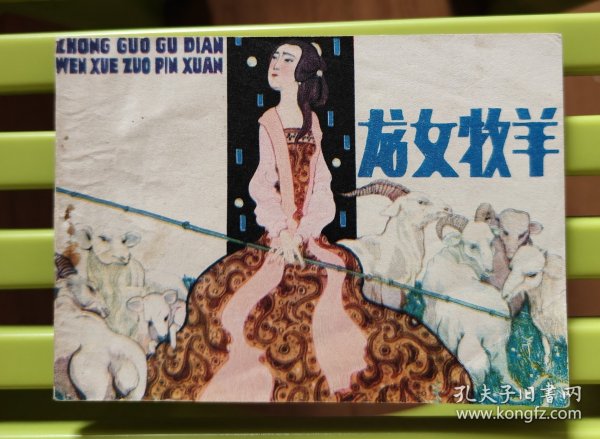 ZHONG GUO GU DIAN
WEN XUE ZUO PIN XUAN
龙女牧羊
孔夫子旧书网
www.kongfz.com